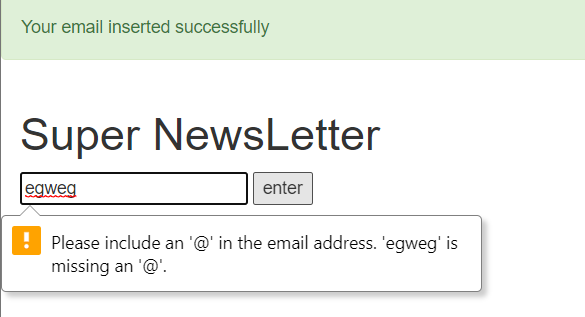 Your email inserted successfully
Super NewsLetter
egweg
enter
Please include an '@' in the email address. 'egweg' is
missing an '@'.